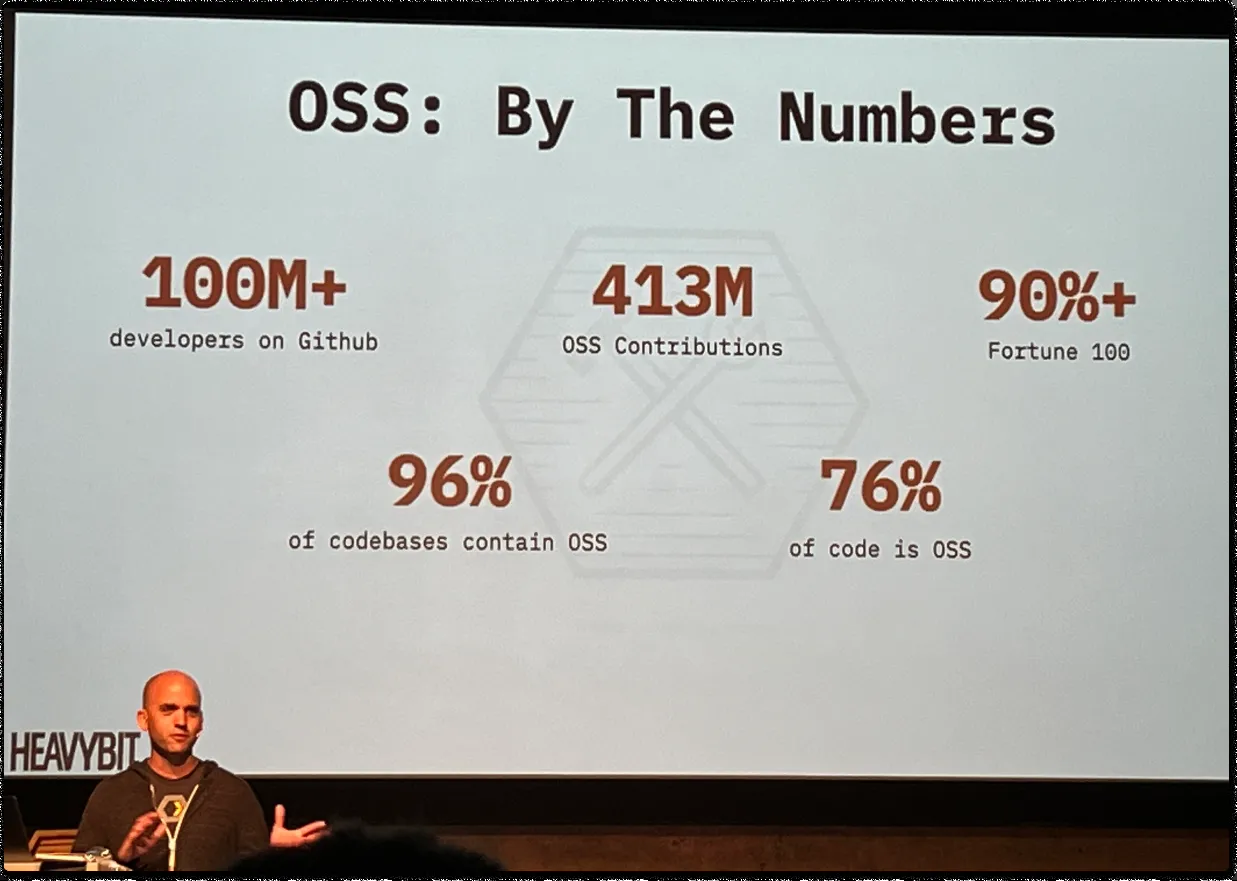 OSS: By The Numbers
100M+
developers on Github
413M
OSS Contributions
90%+
Fortune 100
96%
of codebases contain OSS
76%
of code is OSS
HEAVYBIT